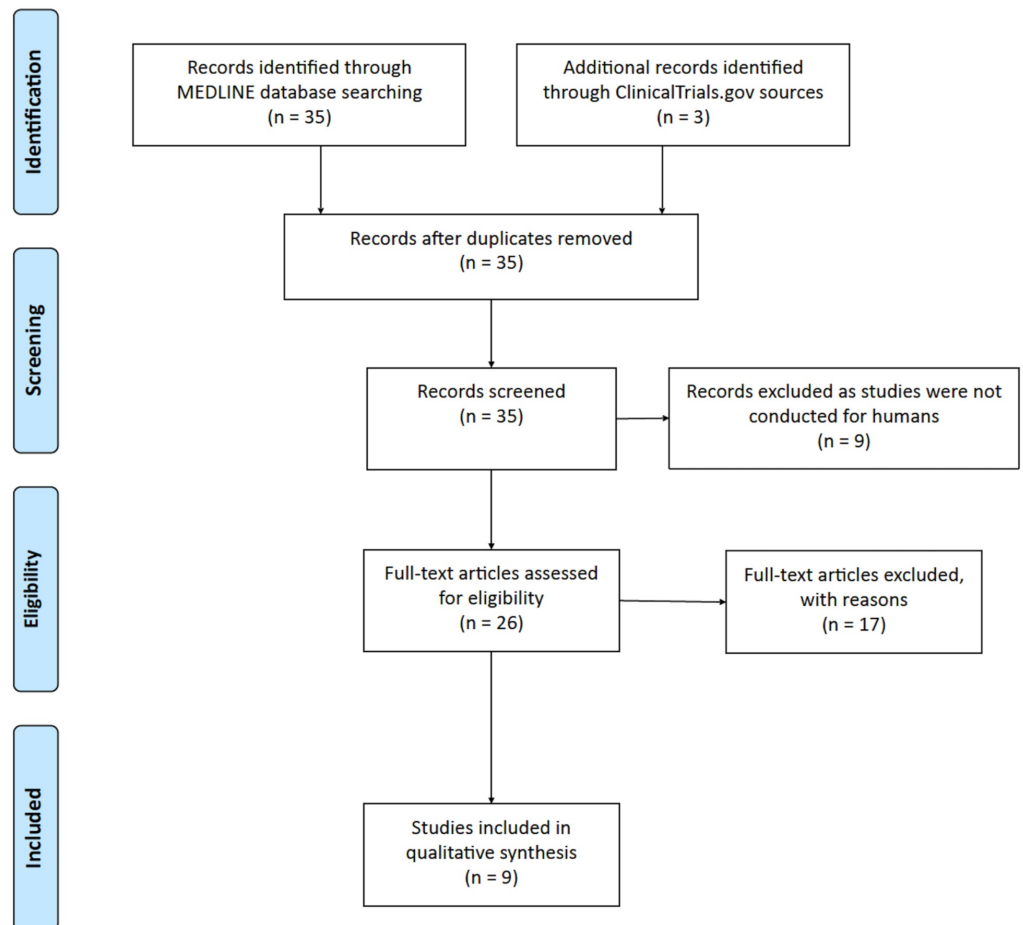 Identification
Records identified through
MEDLINE database searching
(n = 35)
Additional records identified
through ClinicalTrials.gov sources
(n = 3)
Records after duplicates removed
(n = 35)
Screening
Records screened
(n = 35)
Records excluded as studies were not
conducted for humans
(n = 9)
Eligibility
Full-text articles assessed
for eligibility
(n = 26)
Full-text articles excluded,
with reasons
(n = 17)
Included
Studies included in
qualitative synthesis
(n = 9)